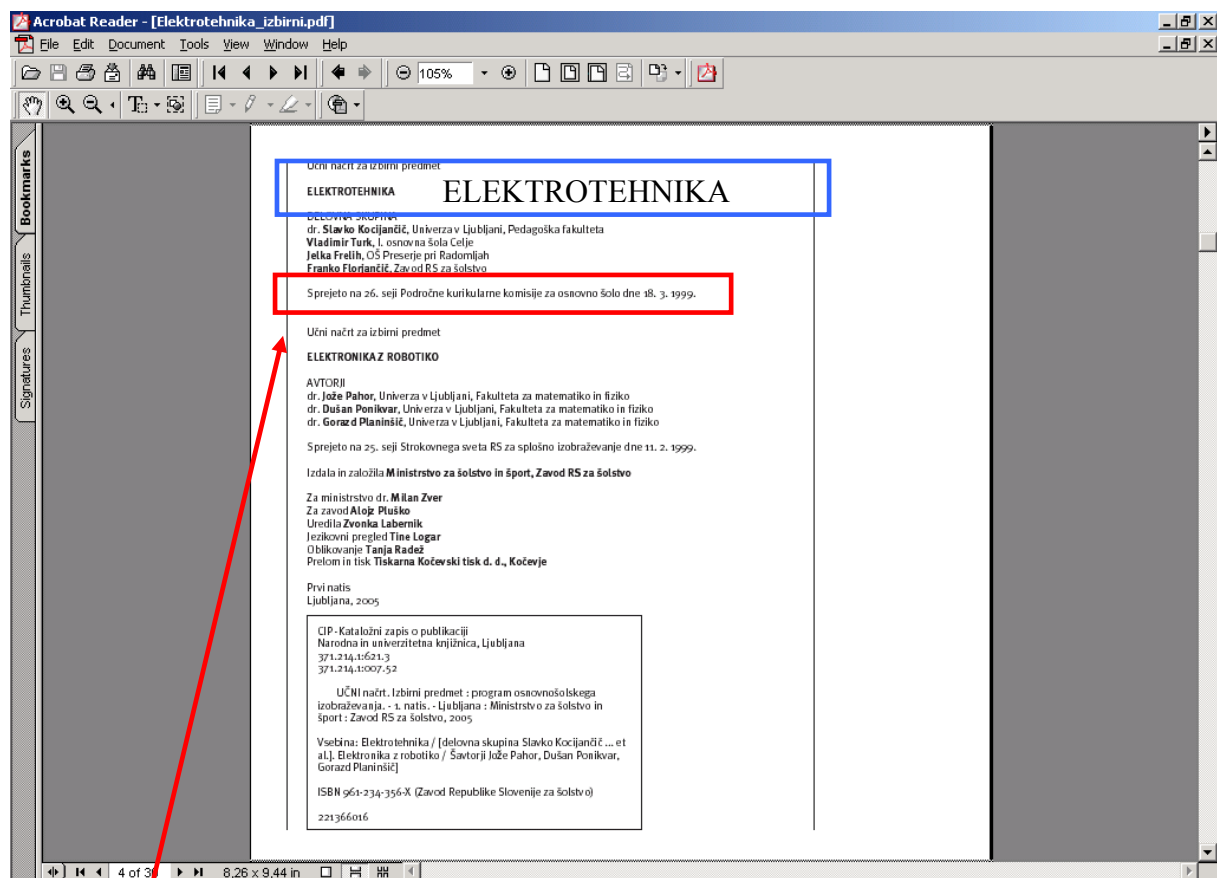 Acrobat Reader - [Elektrotehnika_izbirni.pdf]
File Edit Document Tools View Window Help
105%
Bookmarks
Thumbnails
Signatures
Učni načrt za izbirni predmet
ELEKTROTEHNIKA
ELEKTROTEHNIKA
DELOVNA SKUPINA
dr. Slavko Kocijančič, Univerza v Ljubljani, Pedagoška fakulteta
Vladimir Turk, I. osnovna šola Celje
Jelka Frelih, OŠ Preserje pri Radomljah
Franko Florjančič, Zavod RS za šolstvo
Sprejeto na 26. seji Področne kurikularne komisije za osnovno šolo dne 18. 3. 1999.
Učni načrt za izbirni predmet
ELEKTRONIKA Z ROBOTIKO
AVTORJI
dr. Jože Pahor, Univerza v Ljubljani, Fakulteta za matematiko in fiziko
dr. Dušan Ponikvar, Univerza v Ljubljani, Fakulteta za matematiko in fiziko
dr. Gorazd Planinšič, Univerza v Ljubljani, Fakulteta za matematiko in fiziko
Sprejeto na 25. seji Strokovnega sveta RS za splošno izobraževanje dne 11. 2. 1999.
Izdala in založila Ministrstvo za šolstvo in šport, Zavod RS za šolstvo
Za ministrstvo dr. Milan Zver
Za zavod Alojz Pluško
Uredila Zvonka Labernik
Jezikovni pregled Tine Logar
Oblikovanje Tanja Radež
Prelom in tisk Tiskarna Kočevski tisk d. d., Kočevje
Prvi natis
Ljubljana, 2005
CIP - Kataložni zapis o publikaciji
Narodna in univerzitetna knjižnica, Ljubljana
371.214.1:621.3
371.214.1:007.52
UČNI načrt. Izbirni predmet : program osnovnošolskega
izobraževanja. - 1. natis. - Ljubljana : Ministrstvo za šolstvo in
šport : Zavod RS za šolstvo, 2005
Vsebina: Elektrotehnika / [delovna skupina Slavko Kocijančič ... et
al.]. Elektronika z robotiko / Šavtorji Jože Pahor, Dušan Ponikvar,
Gorazd Planinšič]
ISBN 961-234-356-X (Zavod Republike Slovenije za šolstvo)
221366016
4 of
8,26 x 9,44 in